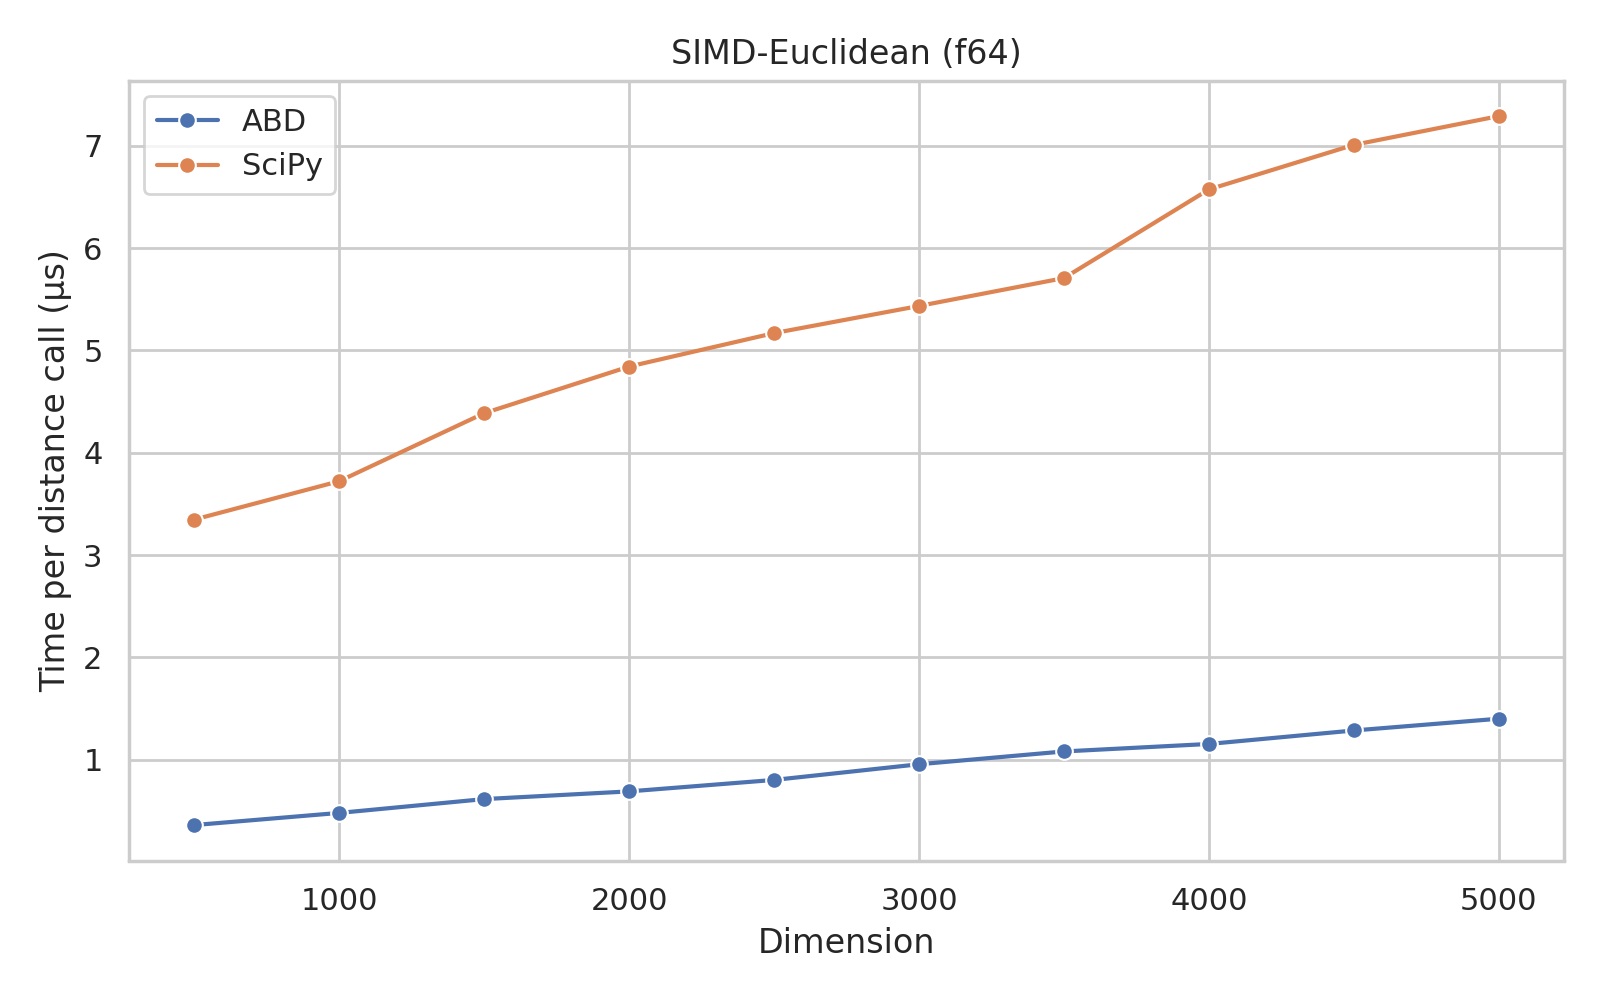 SIMD-Euclidean (f64)
ABD
SciPy
Time per distance call (µs)
7
6
5
4
3
2
1
1000
2000
3000
4000
5000
Dimension